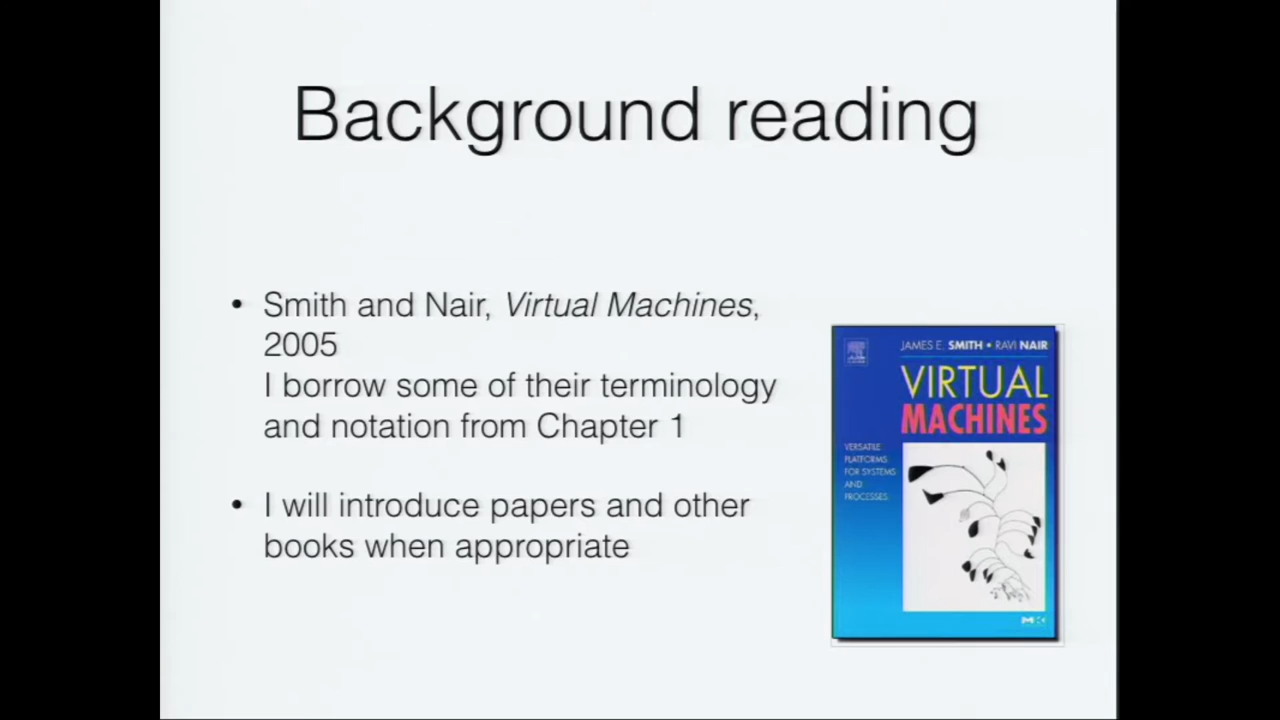 Background reading
• Smith and Nair, Virtual Machines,
2005
I borrow some of their terminology
and notation from Chapter 1
• I will introduce papers and other
books when appropriate
JAMES E. SMITH • RAVI NAIR
VIRTUAL
MACHINES
VERSATILE
PLATFORMS
FOR SYSTEMS
AND
PROCESSES